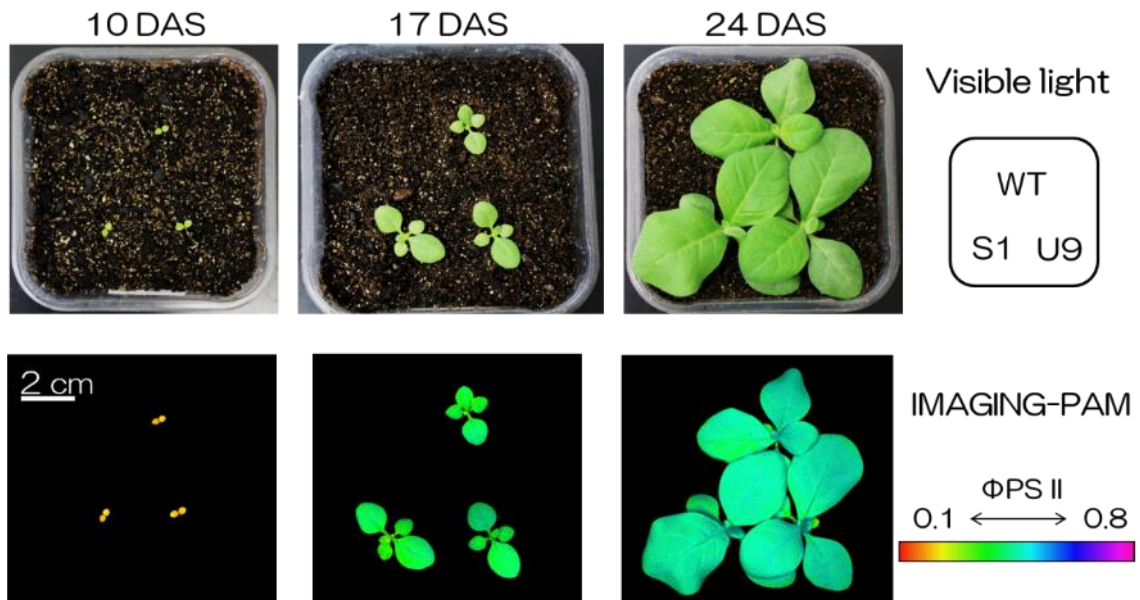 10 DAS
17 DAS
24 DAS
Visible light
WT
S1 U9
2 cm
IMAGING-PAM
ΦPS II
0.1 0.8